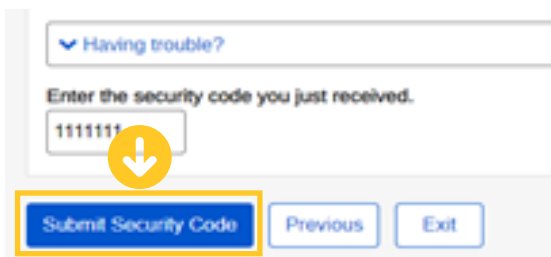 Having trouble?
Enter the security code you just received.
1111111
Submit Security Code Previous Exit